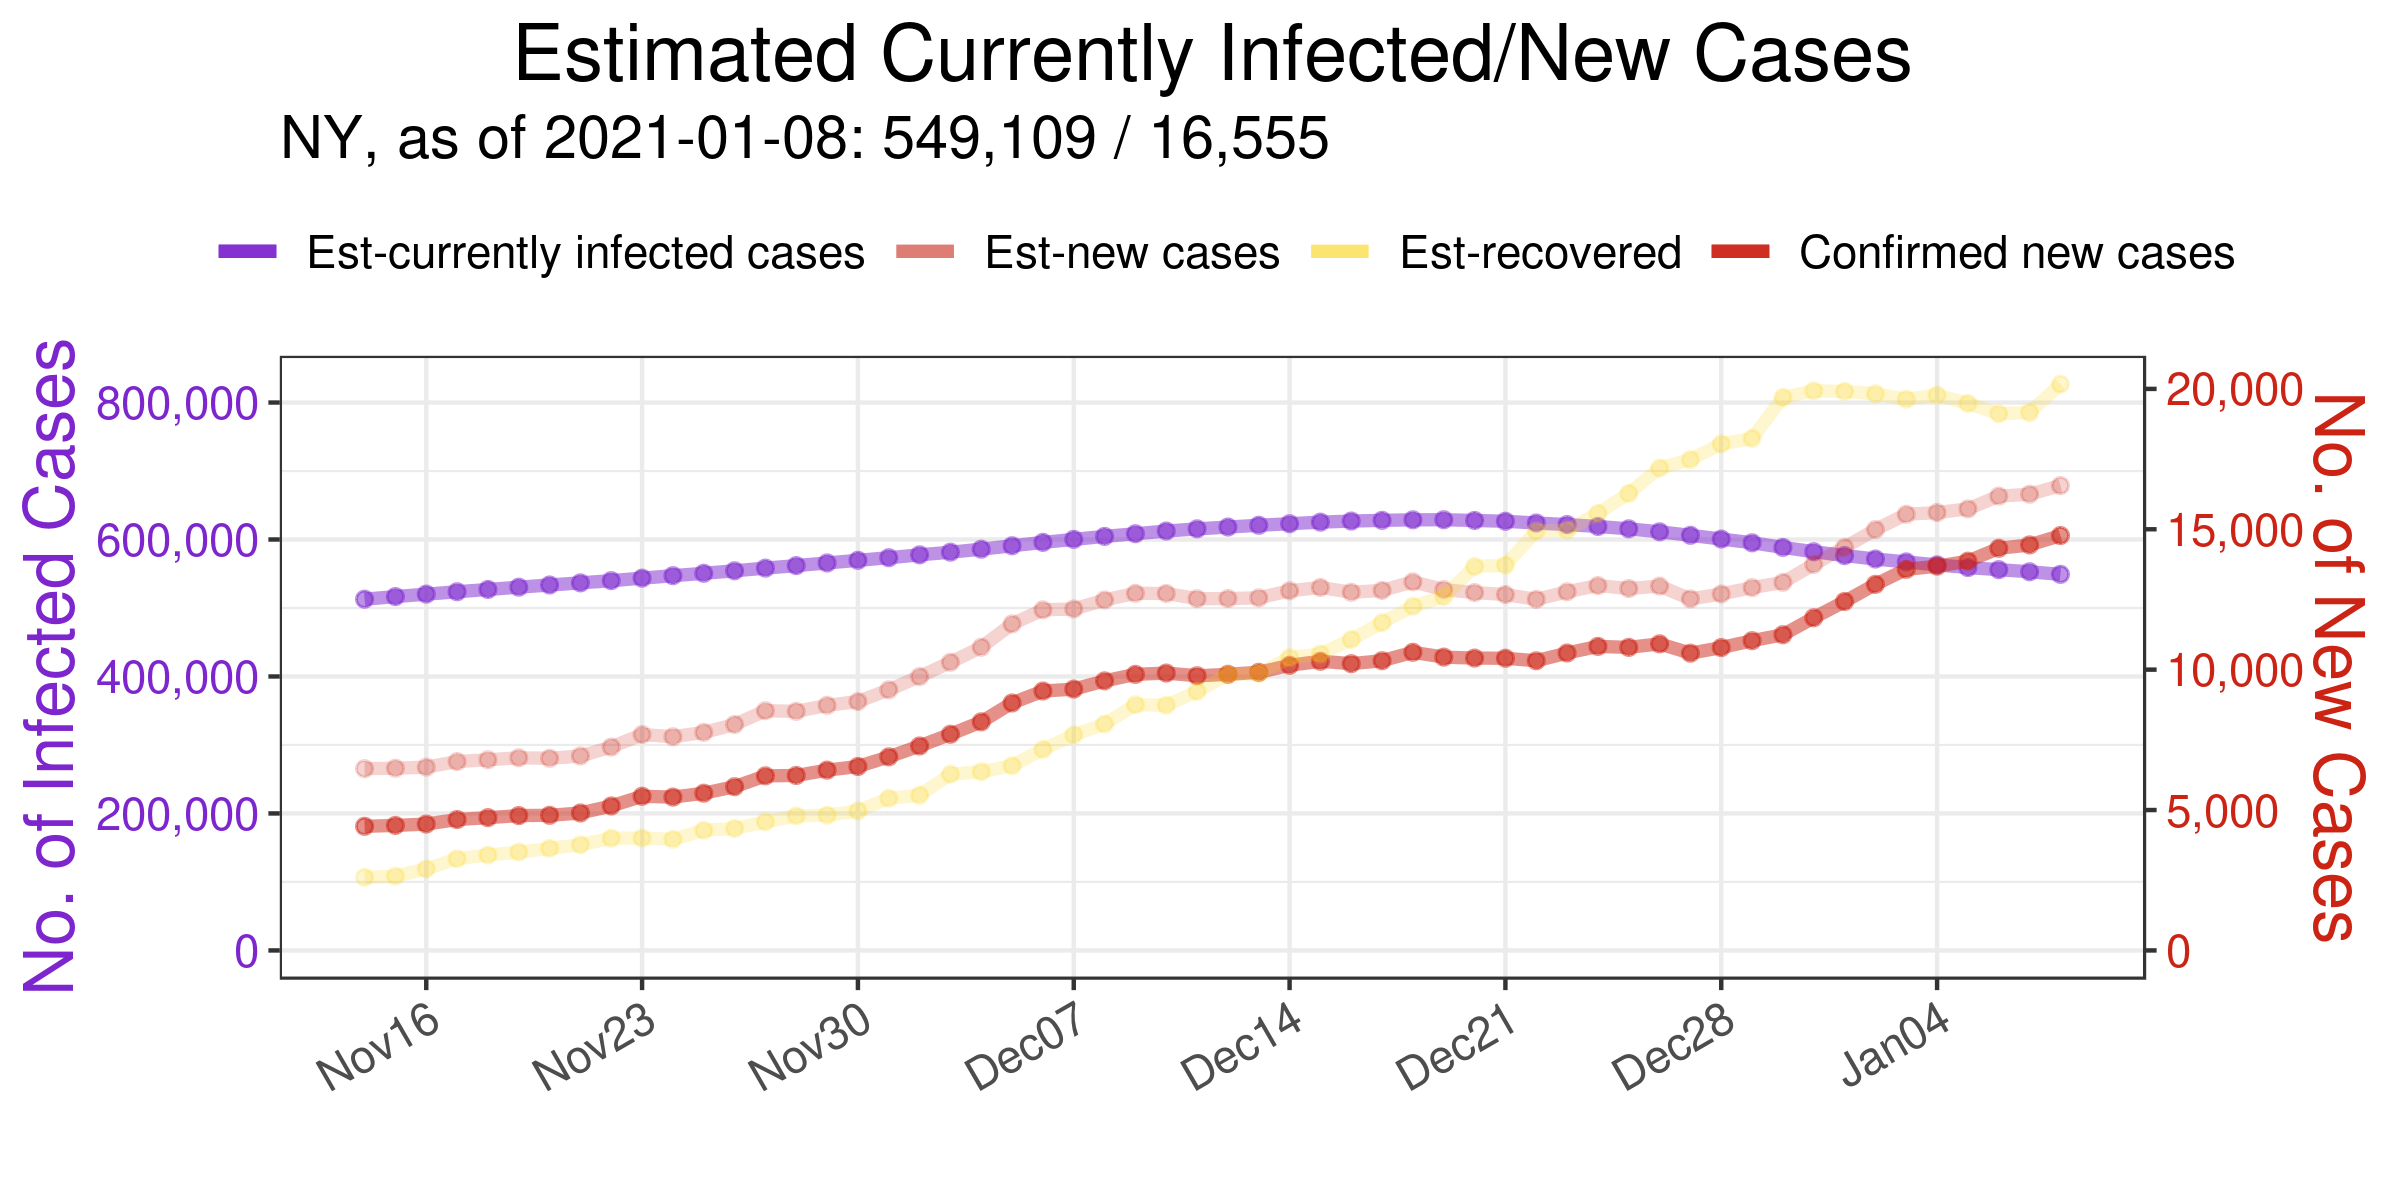 Estimated Currently Infected/New Cases
NY, as of 2021-01-08: 549,109 / 16,555
Est-currently infected cases Est-new cases Est-recovered Confirmed new cases
No. of Infected Cases
800,000
600,000
400,000
200,000
0
20,000
15,000
10,000
5,000
0
No. of New Cases
Nov16 Nov23 Nov30 Dec07 Dec14 Dec21 Dec28 Jan04